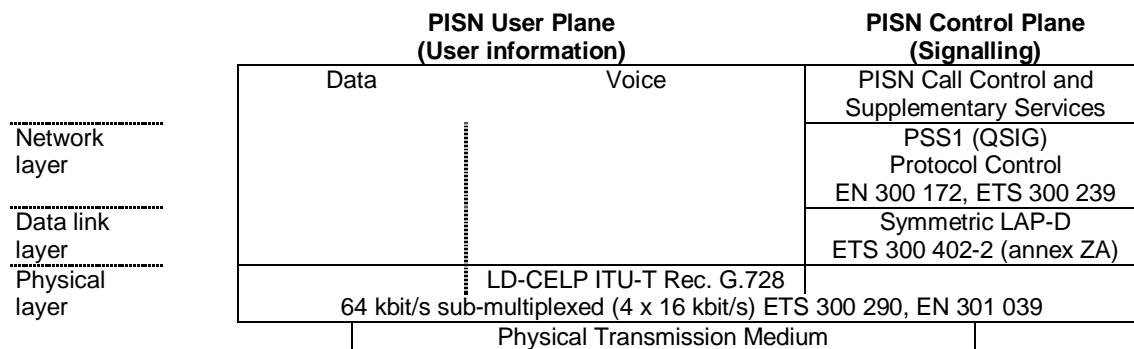 PISN User Plane
(User information)
PISN Control Plane
(Signalling)
Data
Voice
PISN Call Control and
Supplementary Services
Network
layer
PSS1 (QSIG)
Protocol Control
EN 300 172, ETS 300 239
Data link
layer
Symmetric LAP-D
ETS 300 402-2 (annex ZA)
Physical
layer
LD-CELP ITU-T Rec. G.728
64 kbit/s sub-multiplexed (4 x 16 kbit/s) ETS 300 290, EN 301 039
Physical Transmission Medium